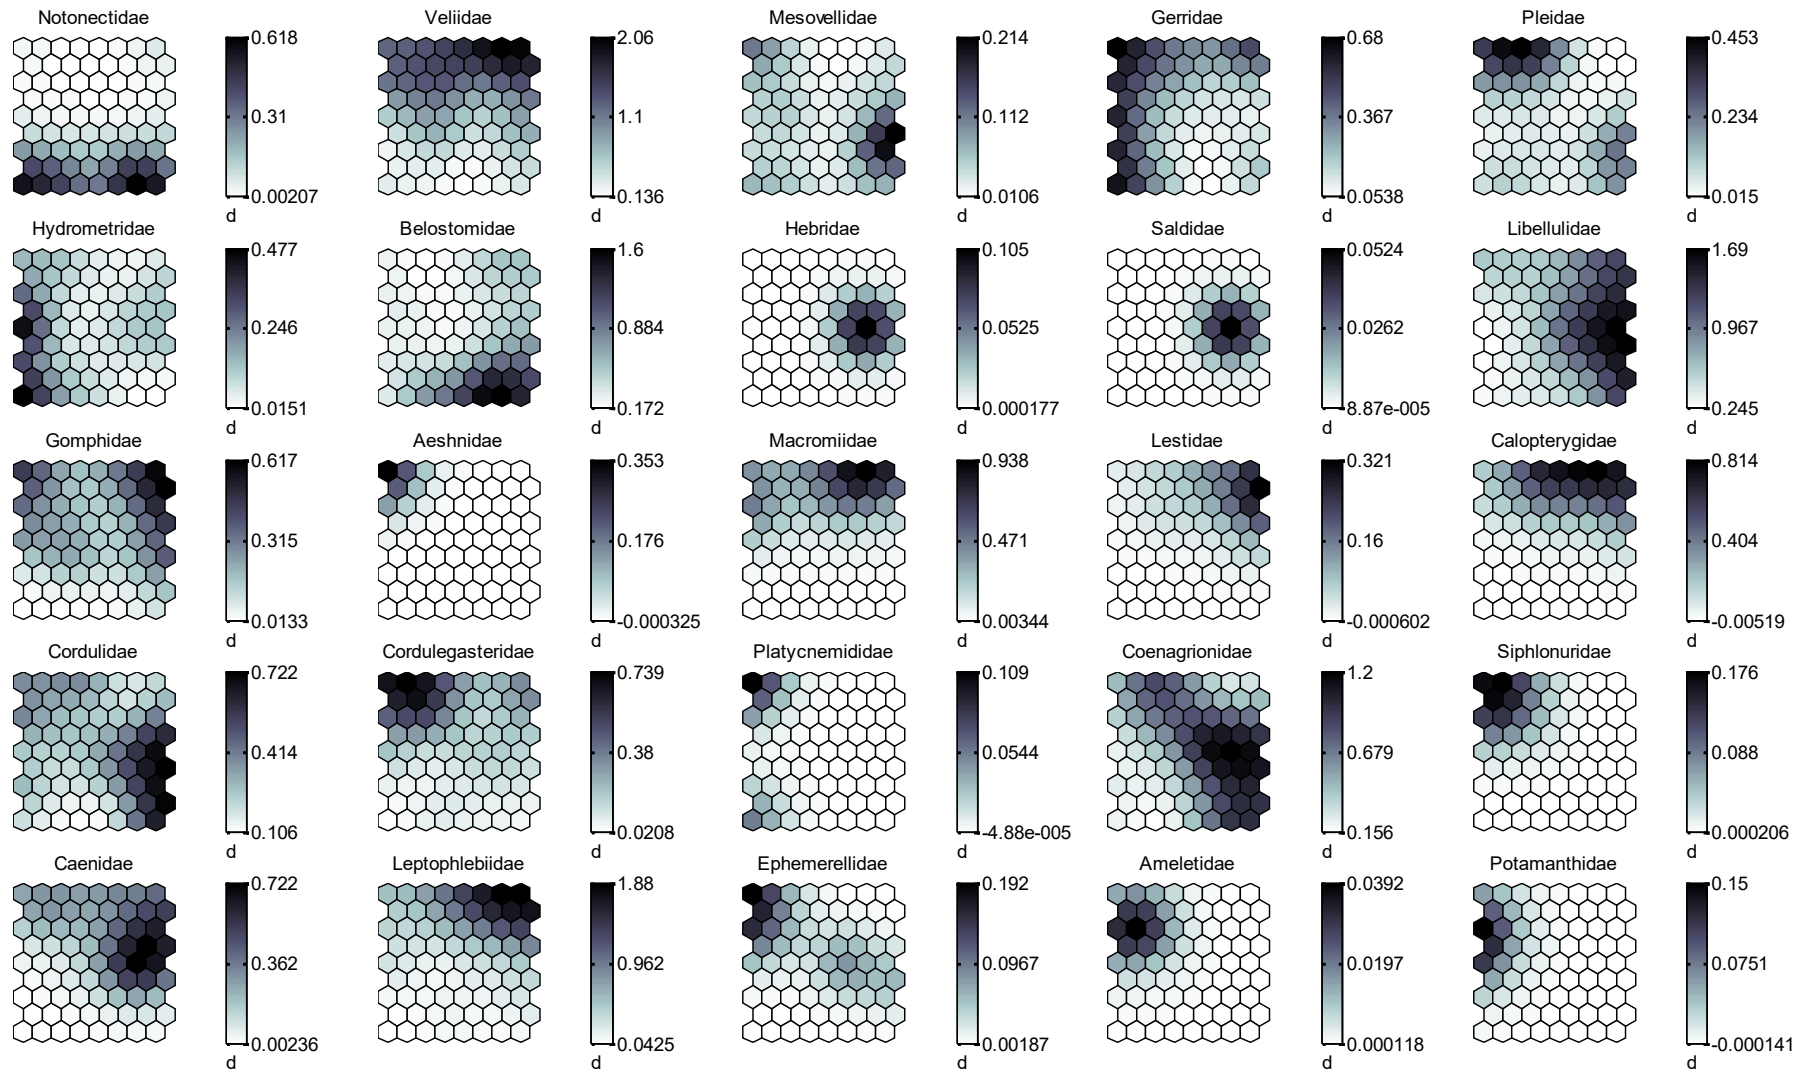 Notonectidae Veliidae Mesovellidae Gerridae Pleidae
0.618 2.06 0.214 0.68 0.453
0.31 1.1 0.112 0.367 0.234
0.00207 0.136 0.0106 0.0538 0.015
d d d d d
Hydrometridae Belostomidae Hebridae Saldidae Libellulidae
0.477 1.6 0.105 0.0524 1.69
0.246 0.884 0.0525 0.0262 0.967
0.0151 0.172 0.000177 8.87e-005 0.245
d d d d d
Gomphidae Aeshnidae Macromiidae Lestidae Calopterygidae
0.617 0.353 0.938 0.321 0.814
0.315 0.176 0.471 0.16 0.404
0.0133 -0.000325 0.00344 -0.000602 -0.00519
d d d d d
Cordulidae Cordulegasteridae Platycnemididae Coenagrionidae Siphlonuridae
0.722 0.739 0.109 1.2 0.176
0.414 0.38 0.0544 0.679 0.088
0.106 0.0208 -4.88e-005 0.156 0.000206
d d d d d
Caenidae Leptophlebiidae Ephemerellidae Ameletidae Potamanthidae
0.722 1.88 0.192 0.0392 0.15
0.362 0.962 0.0967 0.0197 0.0751
0.00236 0.0425 0.00187 0.000118 -0.000141
d d d d d